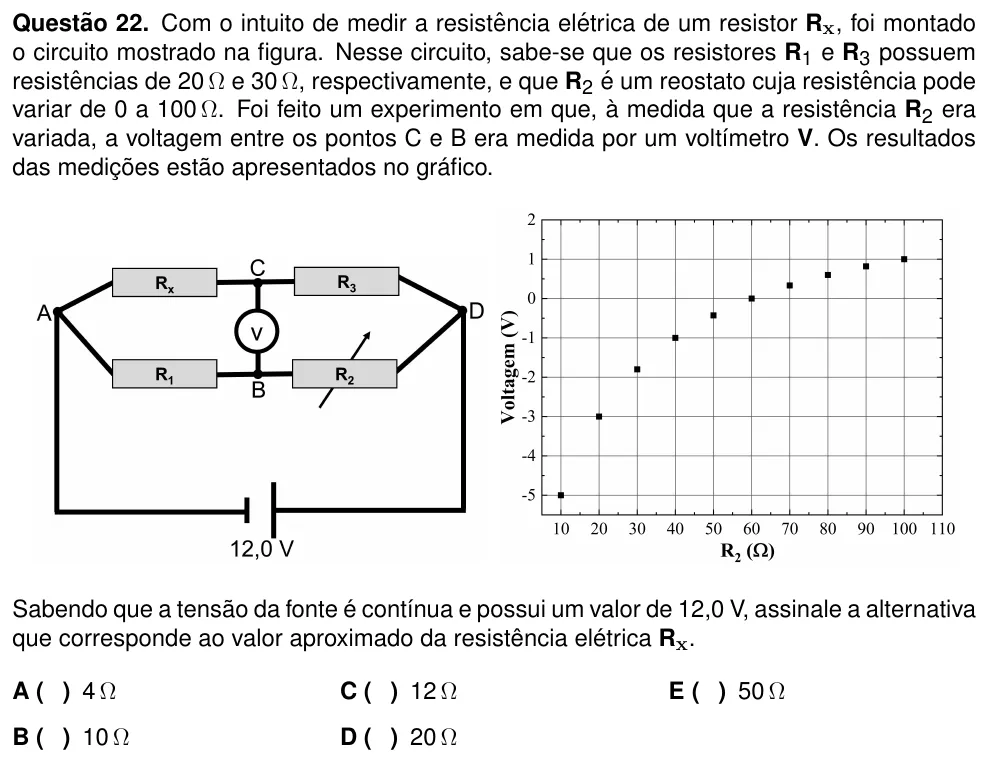 Questão 22. Com o intuito de medir a resistência elétrica de um resistor Rx, foi montado
o circuito mostrado na figura. Nesse circuito, sabe-se que os resistores R1 e R3 possuem
resistências de 20 Ω e 30 Ω, respectivamente, e que R2 é um reostato cuja resistência pode
variar de 0 a 100 Ω. Foi feito um experimento em que, à medida que a resistência R2 era
variada, a voltagem entre os pontos C e B era medida por um voltímetro V. Os resultados
das medições estão apresentados no gráfico.
A
Rx
C
R3
D
V
R1
B
R2
12,0 V
Voltagem (V)
2
1
0
-1
-2
-3
-4
-5
10 20 30 40 50 60 70 80 90 100 110
R2 (Ω)
Sabendo que a tensão da fonte é contínua e possui um valor de 12,0 V, assinale a alternativa
que corresponde ao valor aproximado da resistência elétrica Rx.
A ( ) 4 Ω
C ( ) 12 Ω
E ( ) 50 Ω
B ( ) 10 Ω
D ( ) 20 Ω